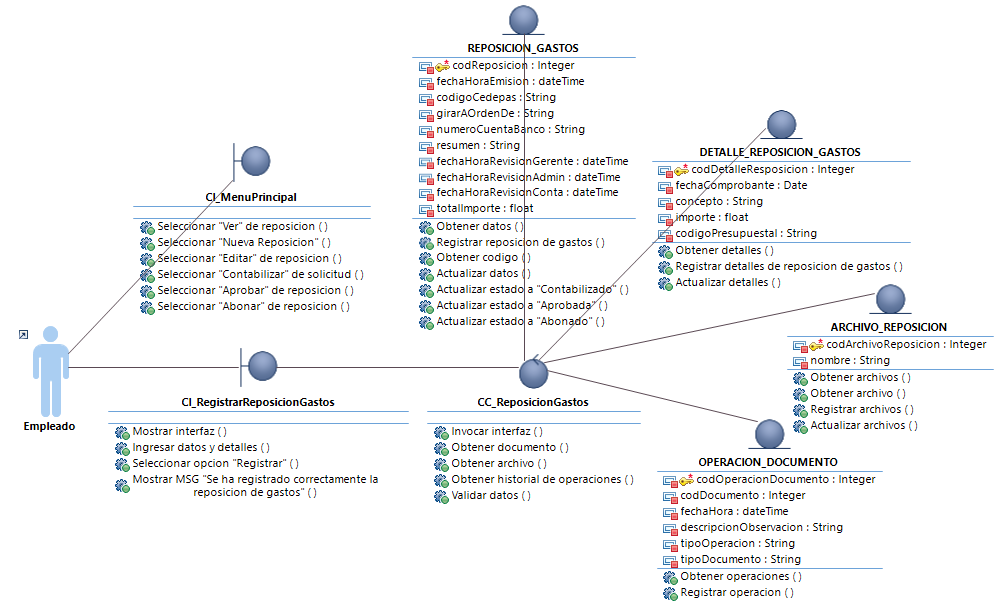 REPOSICION_GASTOS
codReposicion : Integer
fechaHoraEmision : dateTime
codigoCedepas : String
girarAOrdenDe : String
numeroCuentaBanco : String
resumen : String
fechaHoraRevisionGerente : dateTime
fechaHoraRevisionAdmin : dateTime
fechaHoraRevisionConta : dateTime
totalImporte : float
Obtener datos ( )
Registrar reposicion de gastos ( )
Obtener codigo ( )
Actualizar datos ( )
Actualizar estado a "Contabilizado" ( )
Actualizar estado a "Aprobada" ( )
Actualizar estado a "Abonado" ( )
DETALLE_REPOSICION_GASTOS
codDetalleResposicion : Integer
fechaComprobante : Date
concepto : String
importe : float
codigoPresupuestal : String
Obtener detalles ( )
Registrar detalles de reposicion de gastos ( )
Actualizar detalles ( )
CI_MenuPrincipal
Seleccionar "Ver" de reposicion ( )
Seleccionar "Nueva Reposicion" ( )
Seleccionar "Editar" de reposicion ( )
Seleccionar "Contabilizar" de solicitud ( )
Seleccionar "Aprobar" de reposicion ( )
Seleccionar "Abonar" de reposicion ( )
ARCHIVO_REPOSICION
codArchivoReposicion : Integer
nombre : String
Obtener archivos ( )
Obtener archivo ( )
Registrar archivos ( )
Actualizar archivos ( )
Empleado
CI_RegistrarReposicionGastos
Mostrar interfaz ( )
Ingresar datos y detalles ( )
Seleccionar opcion "Registrar" ( )
Mostrar MSG "Se ha registrado correctamente la
reposicion de gastos" ( )
CC_ReposicionGastos
Invocar interfaz ( )
Obtener documento ( )
Obtener archivo ( )
Obtener historial de operaciones ( )
Validar datos ( )
OPERACION_DOCUMENTO
codOperacionDocumento : Integer
codDocumento : Integer
fechaHora : dateTime
descripcionObservacion : String
tipoOperacion : String
tipoDocumento : String
Obtener operaciones ( )
Registrar operacion ( )